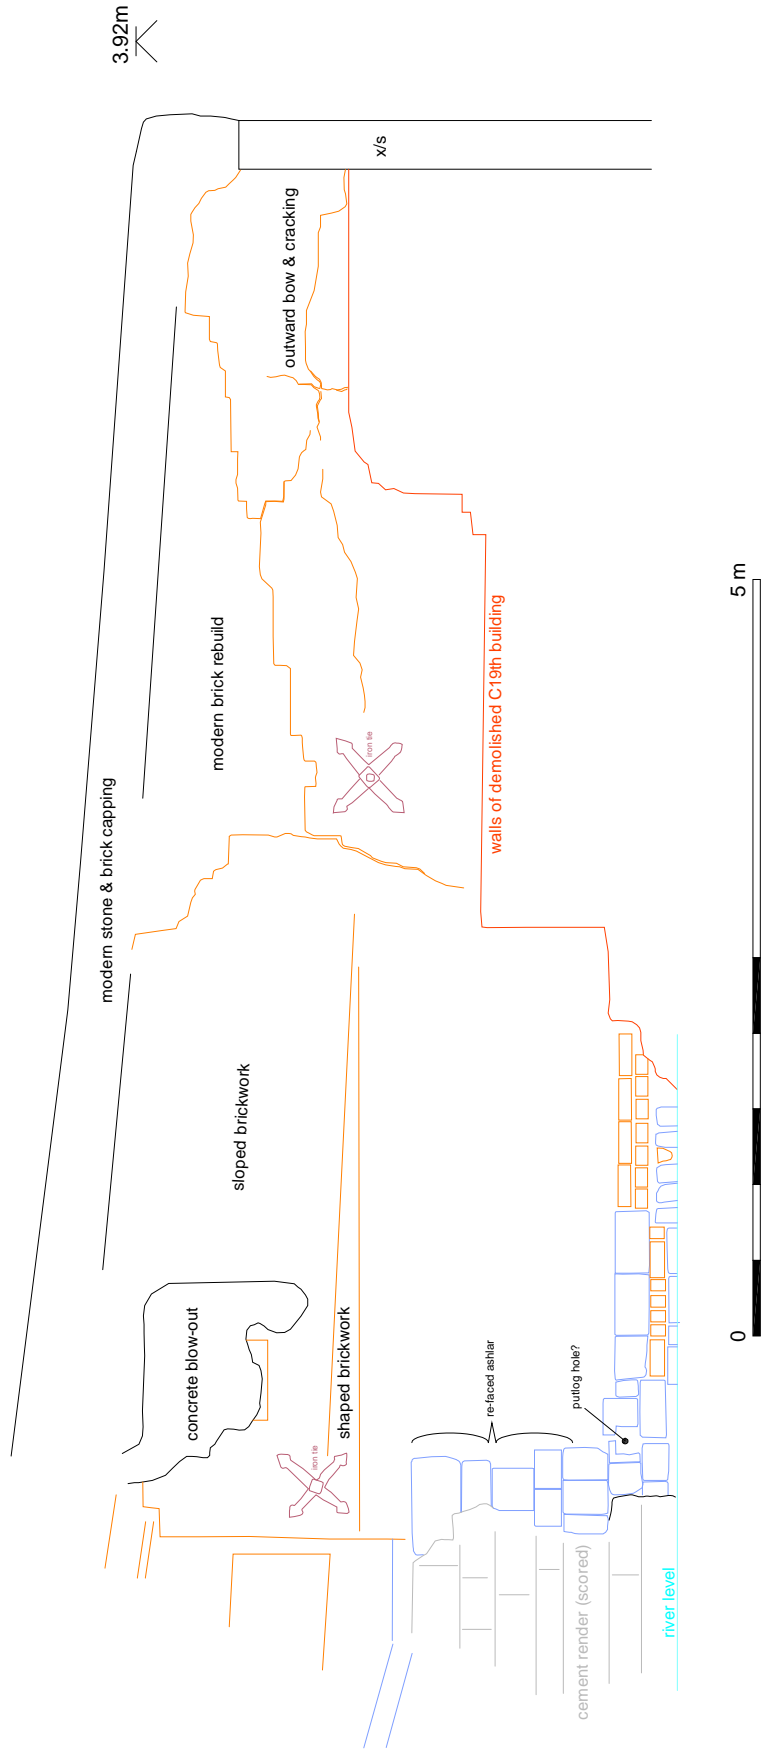 modern stone & brick capping
3.92m
modern brick rebuild
sloped brickwork
concrete blow-out
outward bow & cracking
x/s
iron tie
shaped brickwork
iron tie
walls of demolished C19th building
re-faced ashlar
putlog hole?
cement render (scored)
river level
0
5 m